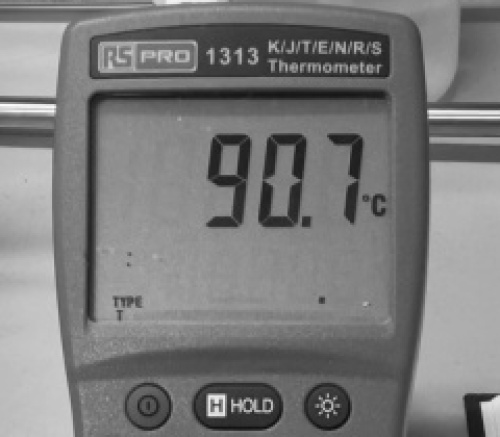 RS PRO 1313 K/J/T/E/N/R/S
Thermometer
90.7 °C
TYPE
T
H HOLD